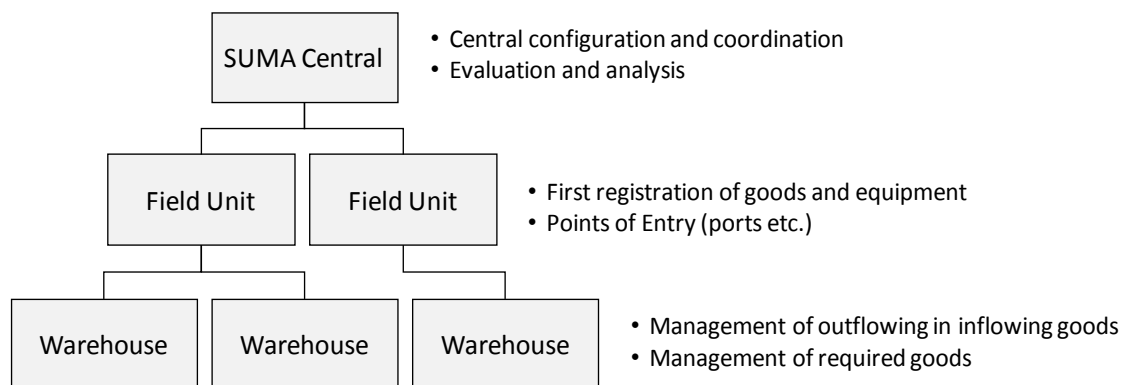 SUMA Central
• Central configuration and coordination
• Evaluation and analysis
Field Unit
Field Unit
• First registration of goods and equipment
• Points of Entry (ports etc.)
Warehouse
Warehouse
Warehouse
• Management of outflowing in inflowing goods
• Management of required goods